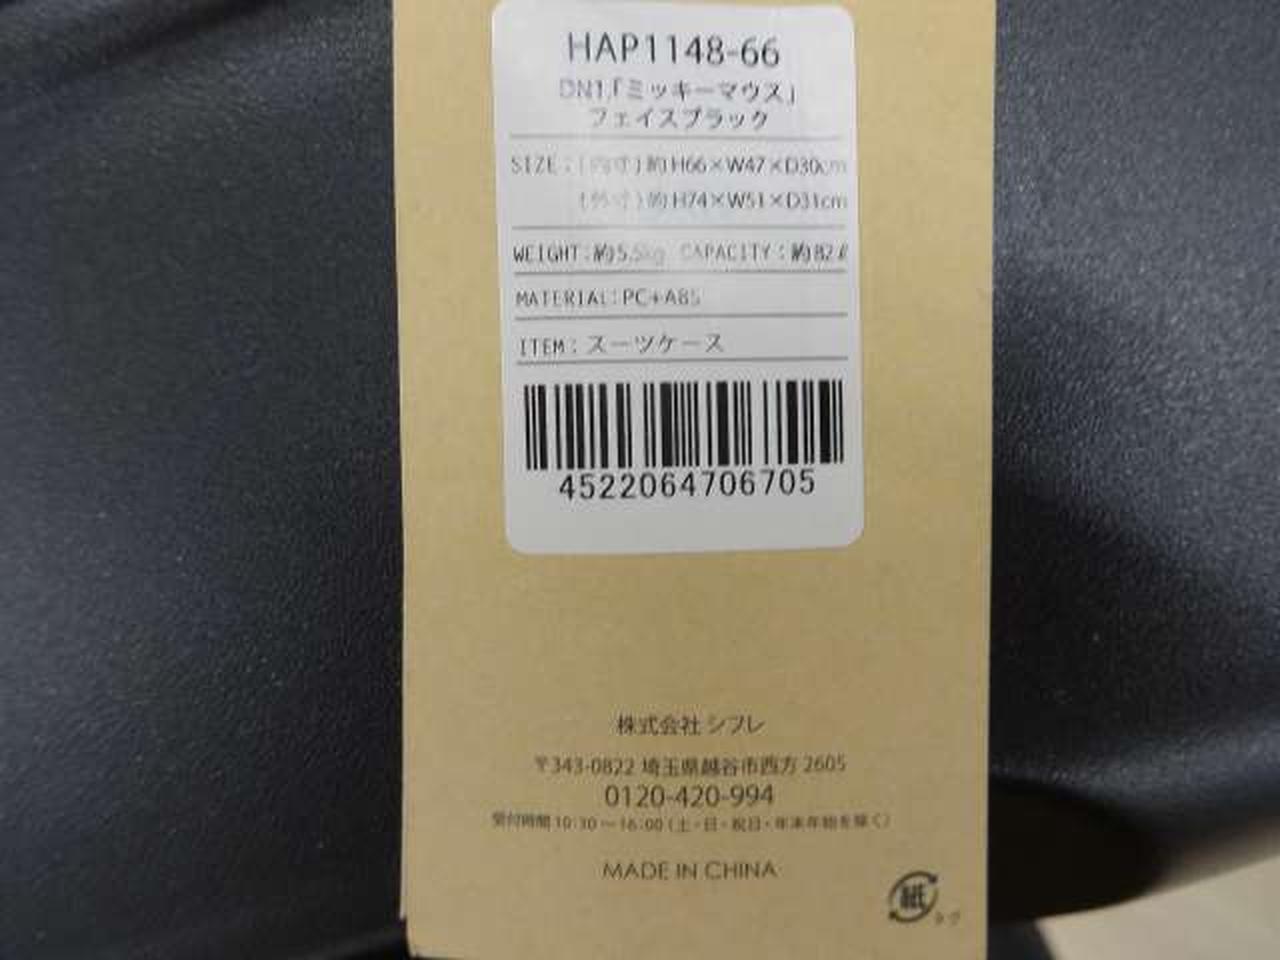 HAP1148-66
DN1「ミッキーマウス」
フェイスブラック
SIZE：(内寸)約H66×W47×D30cm
(外寸)約H74×W51×D31cm
WEIGHT：約5.5kg CAPACITY：約82ℓ
MATERIAL：PC+ABS
ITEM：スーツケース
4522064706705
株式会社 シフレ
〒343-0822 埼玉県越谷市西方 2605
0120-420-994
受付時間 10:30～16:00（土・日・祝日・年末年始を除く）
MADE IN CHINA
紙
タグ